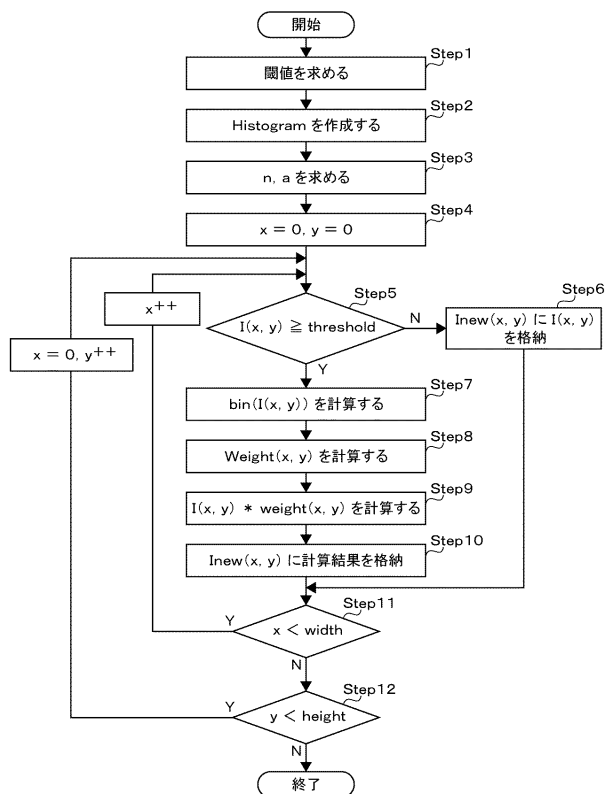 開始
Step1
閾値を求める
Step2
Histogram を作成する
Step3
n, a を求める
Step4
x = 0, y = 0
x++
Step5
I(x, y) ≧ threshold
N
Y
Step6
Inew(x, y) に I(x, y)
を格納
x = 0, y++
Step7
bin(I(x, y)) を計算する
Step8
Weight(x, y) を計算する
Step9
I(x, y) * weight(x, y) を計算する
Step10
Inew(x, y) に計算結果を格納
Step11
x < width
Y
N
Step12
y < height
Y
N
終了